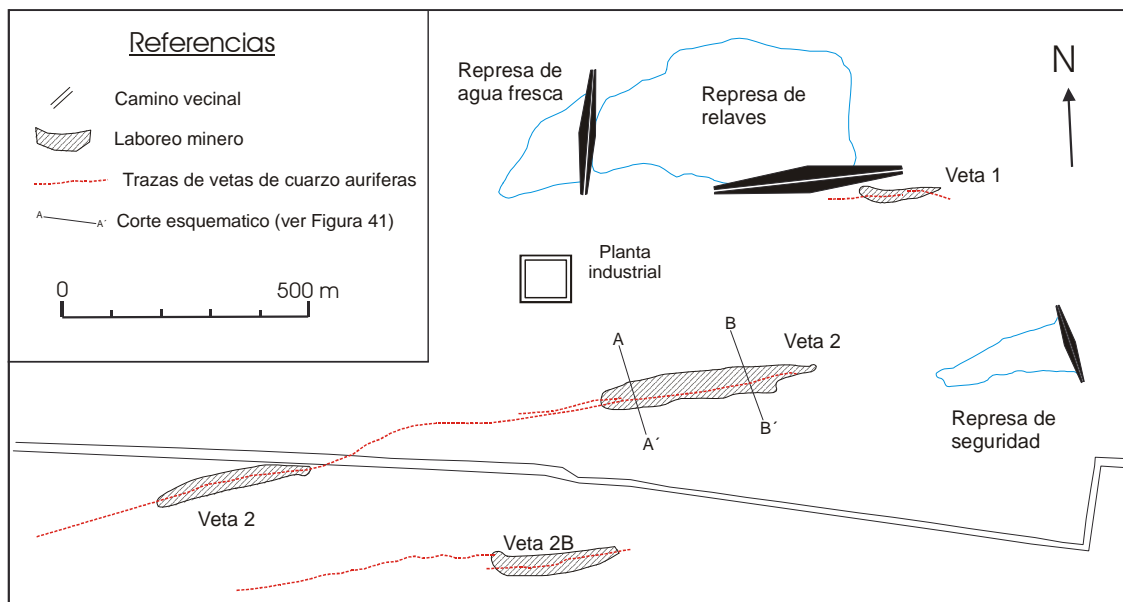 Referencias
Camino vecinal
Laboreo minero
Trazas de vetas de cuarzo auriferas
A
A´
Corte esquematico (ver Figura 41)
0
500 m
Represa de
agua fresca
Represa de
relaves
N
Veta 1
Planta
industrial
A
B
Veta 2
A´
B´
Represa de
seguridad
Veta 2
Veta 2B